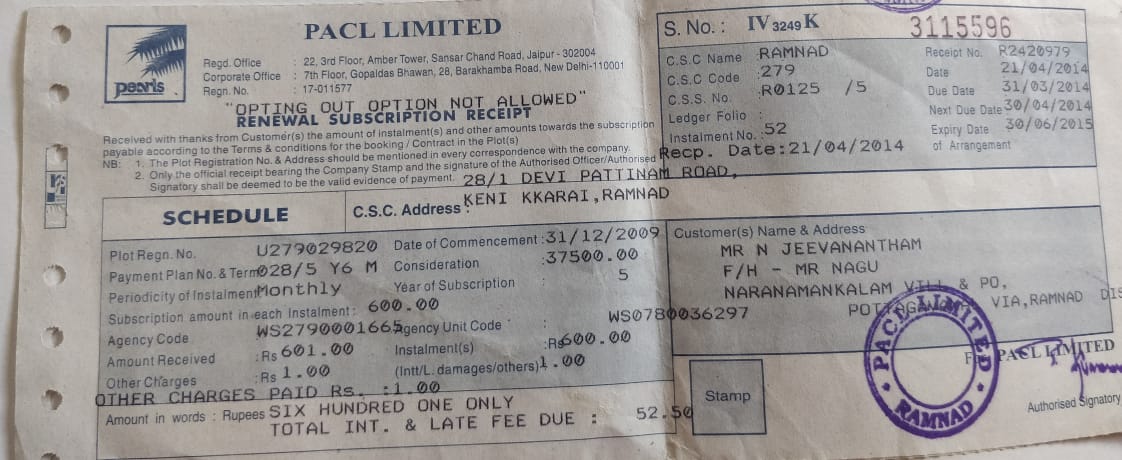 PACL LIMITED
pearls
Regd. Office : 22, 3rd Floor, Amber Tower, Sansar Chand Road, Jaipur - 302004
Corporate Office : 7th Floor, Gopaldas Bhawan, 28, Barakhamba Road, New Delhi-110001
Regn. No. : 17-011577
"OPTING OUT OPTION NOT ALLOWED"
RENEWAL SUBSCRIPTION RECEIPT
Received with thanks from Customer(s) the amount of instalment(s) and other amounts towards the subscription
payable according to the Terms & conditions for the booking / Contract in the Plot(s)
NB: 1. The Plot Registration No. & Address should be mentioned in every correspondence with the company.
2. Only the official receipt bearing the Company Stamp and the signature of the Authorised Officer/Authorised
Signatory shall be deemed to be the valid evidence of payment.
S. No. : IV 3249 K 3115596
C.S.C Name : RAMNAD
C.S.C Code : 279
C.S.S. No. : R0125 /5
Ledger Folio :
Instalment No. : 52
Receipt No. R2420979
Date 21/04/2014
Due Date 31/03/2014
Next Due Date 30/04/2014
Expiry Date 30/06/2015
of Arrangement
Recp. Date:21/04/2014
SCHEDULE
C.S.C. Address : 28/1 DEVI PATTINAM ROAD,
KENI KKARAI,RAMNAD
Plot Regn. No. U279029820 Date of Commencement :31/12/2009
Payment Plan No. & Term 028/5 Y6 M Consideration :37500.00
Periodicity of Instalment Monthly Year of Subscription 5
Subscription amount in each Instalment: 600.00
Agency Code WS2790001665 Agency Unit Code : WS0780036297
Amount Received :Rs 601.00 Instalment(s) :Rs 600.00
Other Charges :Rs 1.00 (Intt/L. damages/others) 1.00
OTHER CHARGES PAID Rs. :1.00
Amount in words : Rupees SIX HUNDRED ONE ONLY
TOTAL INT. & LATE FEE DUE : 52.50
Customer(s) Name & Address
MR N JEEVANANTHAM
F/H - MR NAGU
NARANAMANKALAM VILL & PO,
VIA,RAMNAD DIS
Stamp
PACL LIMITED
RAMNAD
For PACL LIMITED
Authorised Signatory